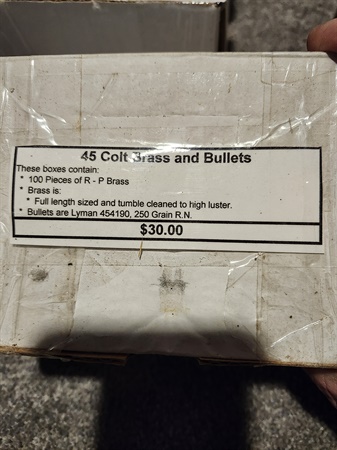 45 Colt Brass and Bullets
These boxes contain:
* 100 Pieces of R - P Brass
* Brass is:
* Full length sized and tumble cleaned to high luster.
* Bullets are Lyman 454190, 250 Grain R.N.
$30.00